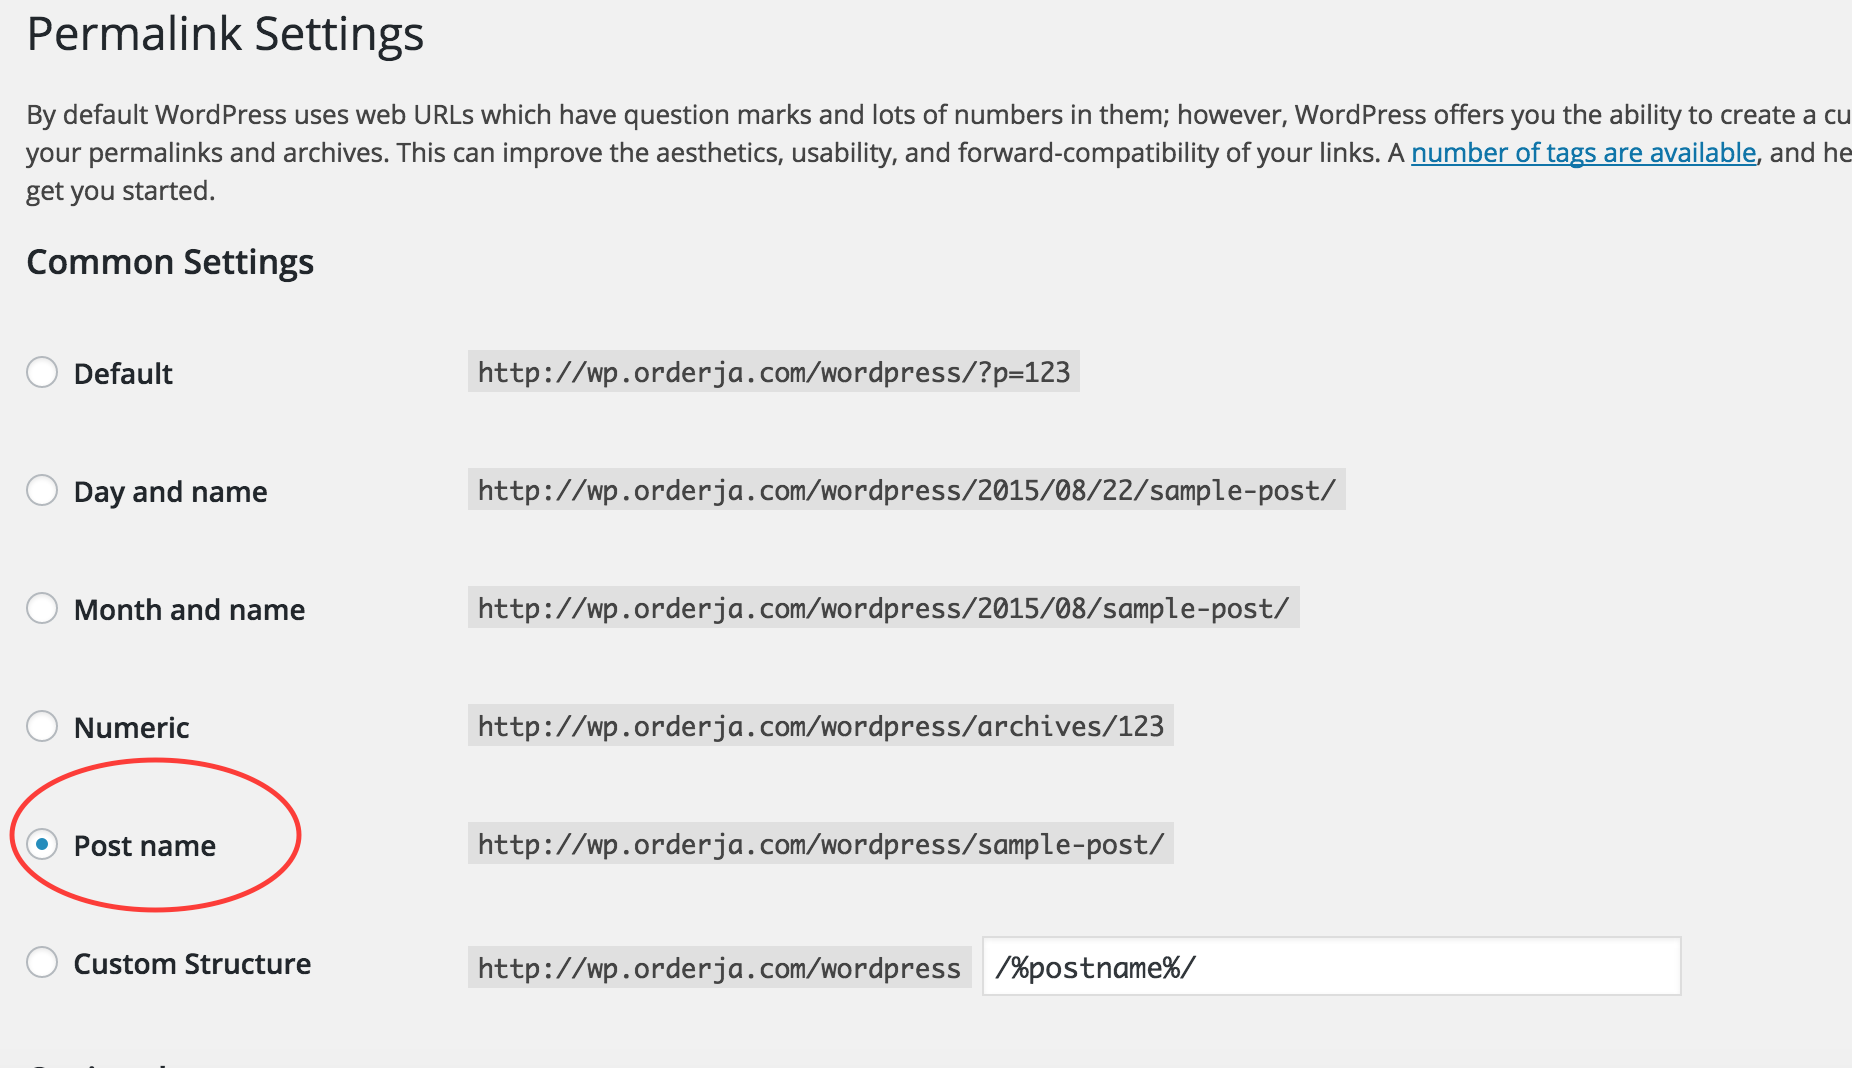 Permalink Settings
By default WordPress uses web URLs which have question marks and lots of numbers in them; however, WordPress offers you the ability to create a cu
your permalinks and archives. This can improve the aesthetics, usability, and forward-compatibility of your links. A number of tags are available, and he
get you started.
Common Settings
Default http://wp.orderja.com/wordpress/?p=123
Day and name http://wp.orderja.com/wordpress/2015/08/22/sample-post/
Month and name http://wp.orderja.com/wordpress/2015/08/sample-post/
Numeric http://wp.orderja.com/wordpress/archives/123
Post name http://wp.orderja.com/wordpress/sample-post/
Custom Structure http://wp.orderja.com/wordpress /%postname%/